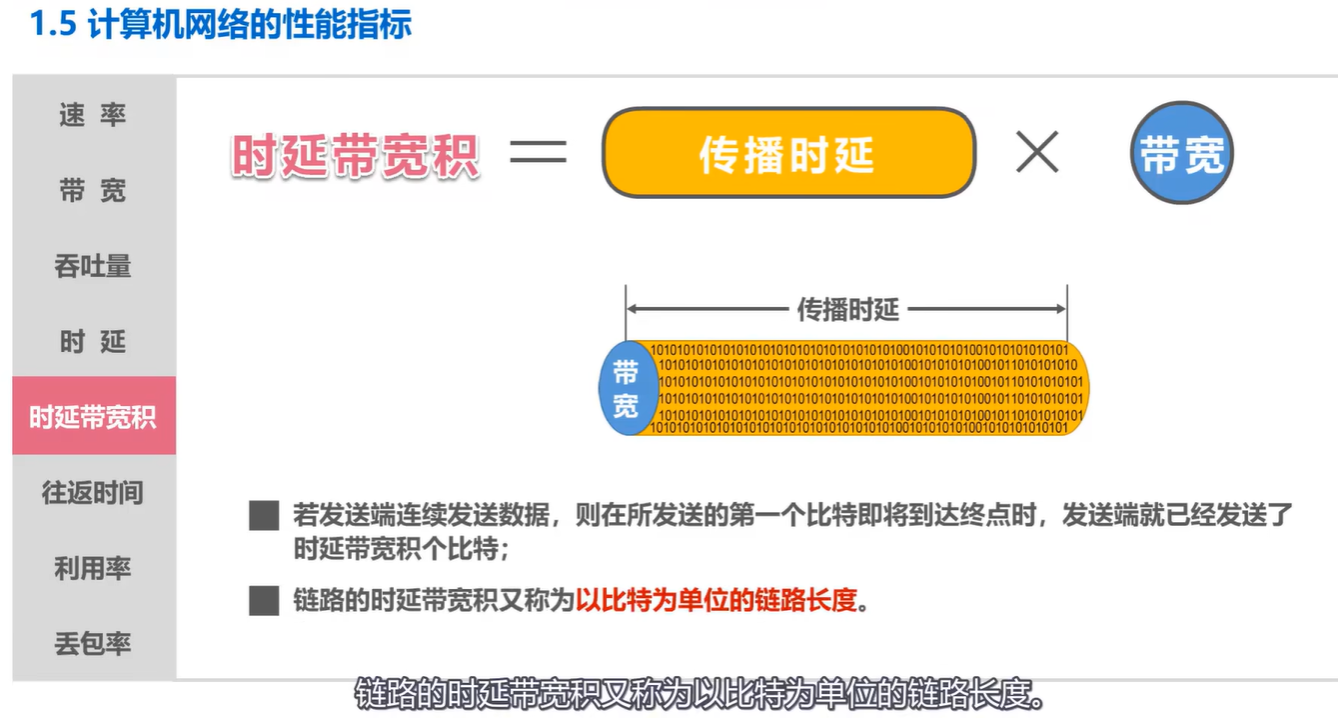 1.5 计算机网络的性能指标
速 率
带 宽
吞吐量
时 延
时延带宽积
往返时间
利用率
丢包率
时延带宽积 = 传播时延 × 带宽
传播时延
带宽
若发送端连续发送数据，则在所发送的第一个比特即将到达终点时，发送端就已经发送了
时延带宽积个比特；
链路的时延带宽积又称为以比特为单位的链路长度。
链路的时延带宽积又称为以比特为单位的链路长度。